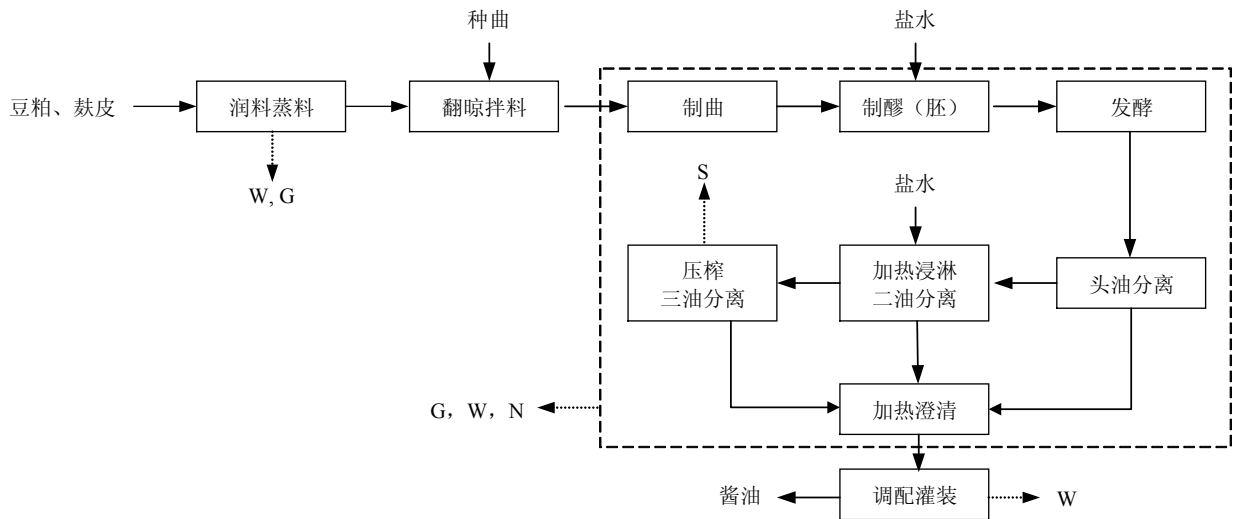 种曲
盐水
豆粕、麸皮
润料蒸料
翻晾拌料
制曲
制醪（胚）
发酵
W, G
S
盐水
压榨
三油分离
加热浸淋
二油分离
头油分离
G，W，N
加热澄清
酱油
调配灌装
W